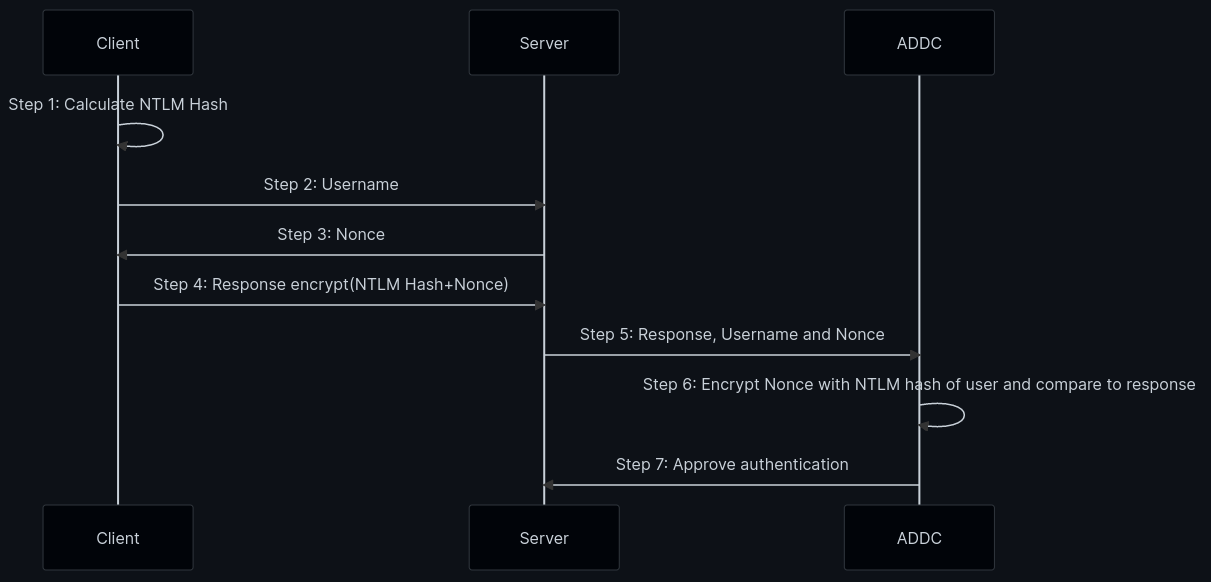 Client
Server
ADDC
Step 1: Calculate NTLM Hash
Step 2: Username
Step 3: Nonce
Step 4: Response encrypt(NTLM Hash+Nonce)
Step 5: Response, Username and Nonce
Step 6: Encrypt Nonce with NTLM hash of user and compare to response
Step 7: Approve authentication
Client
Server
ADDC